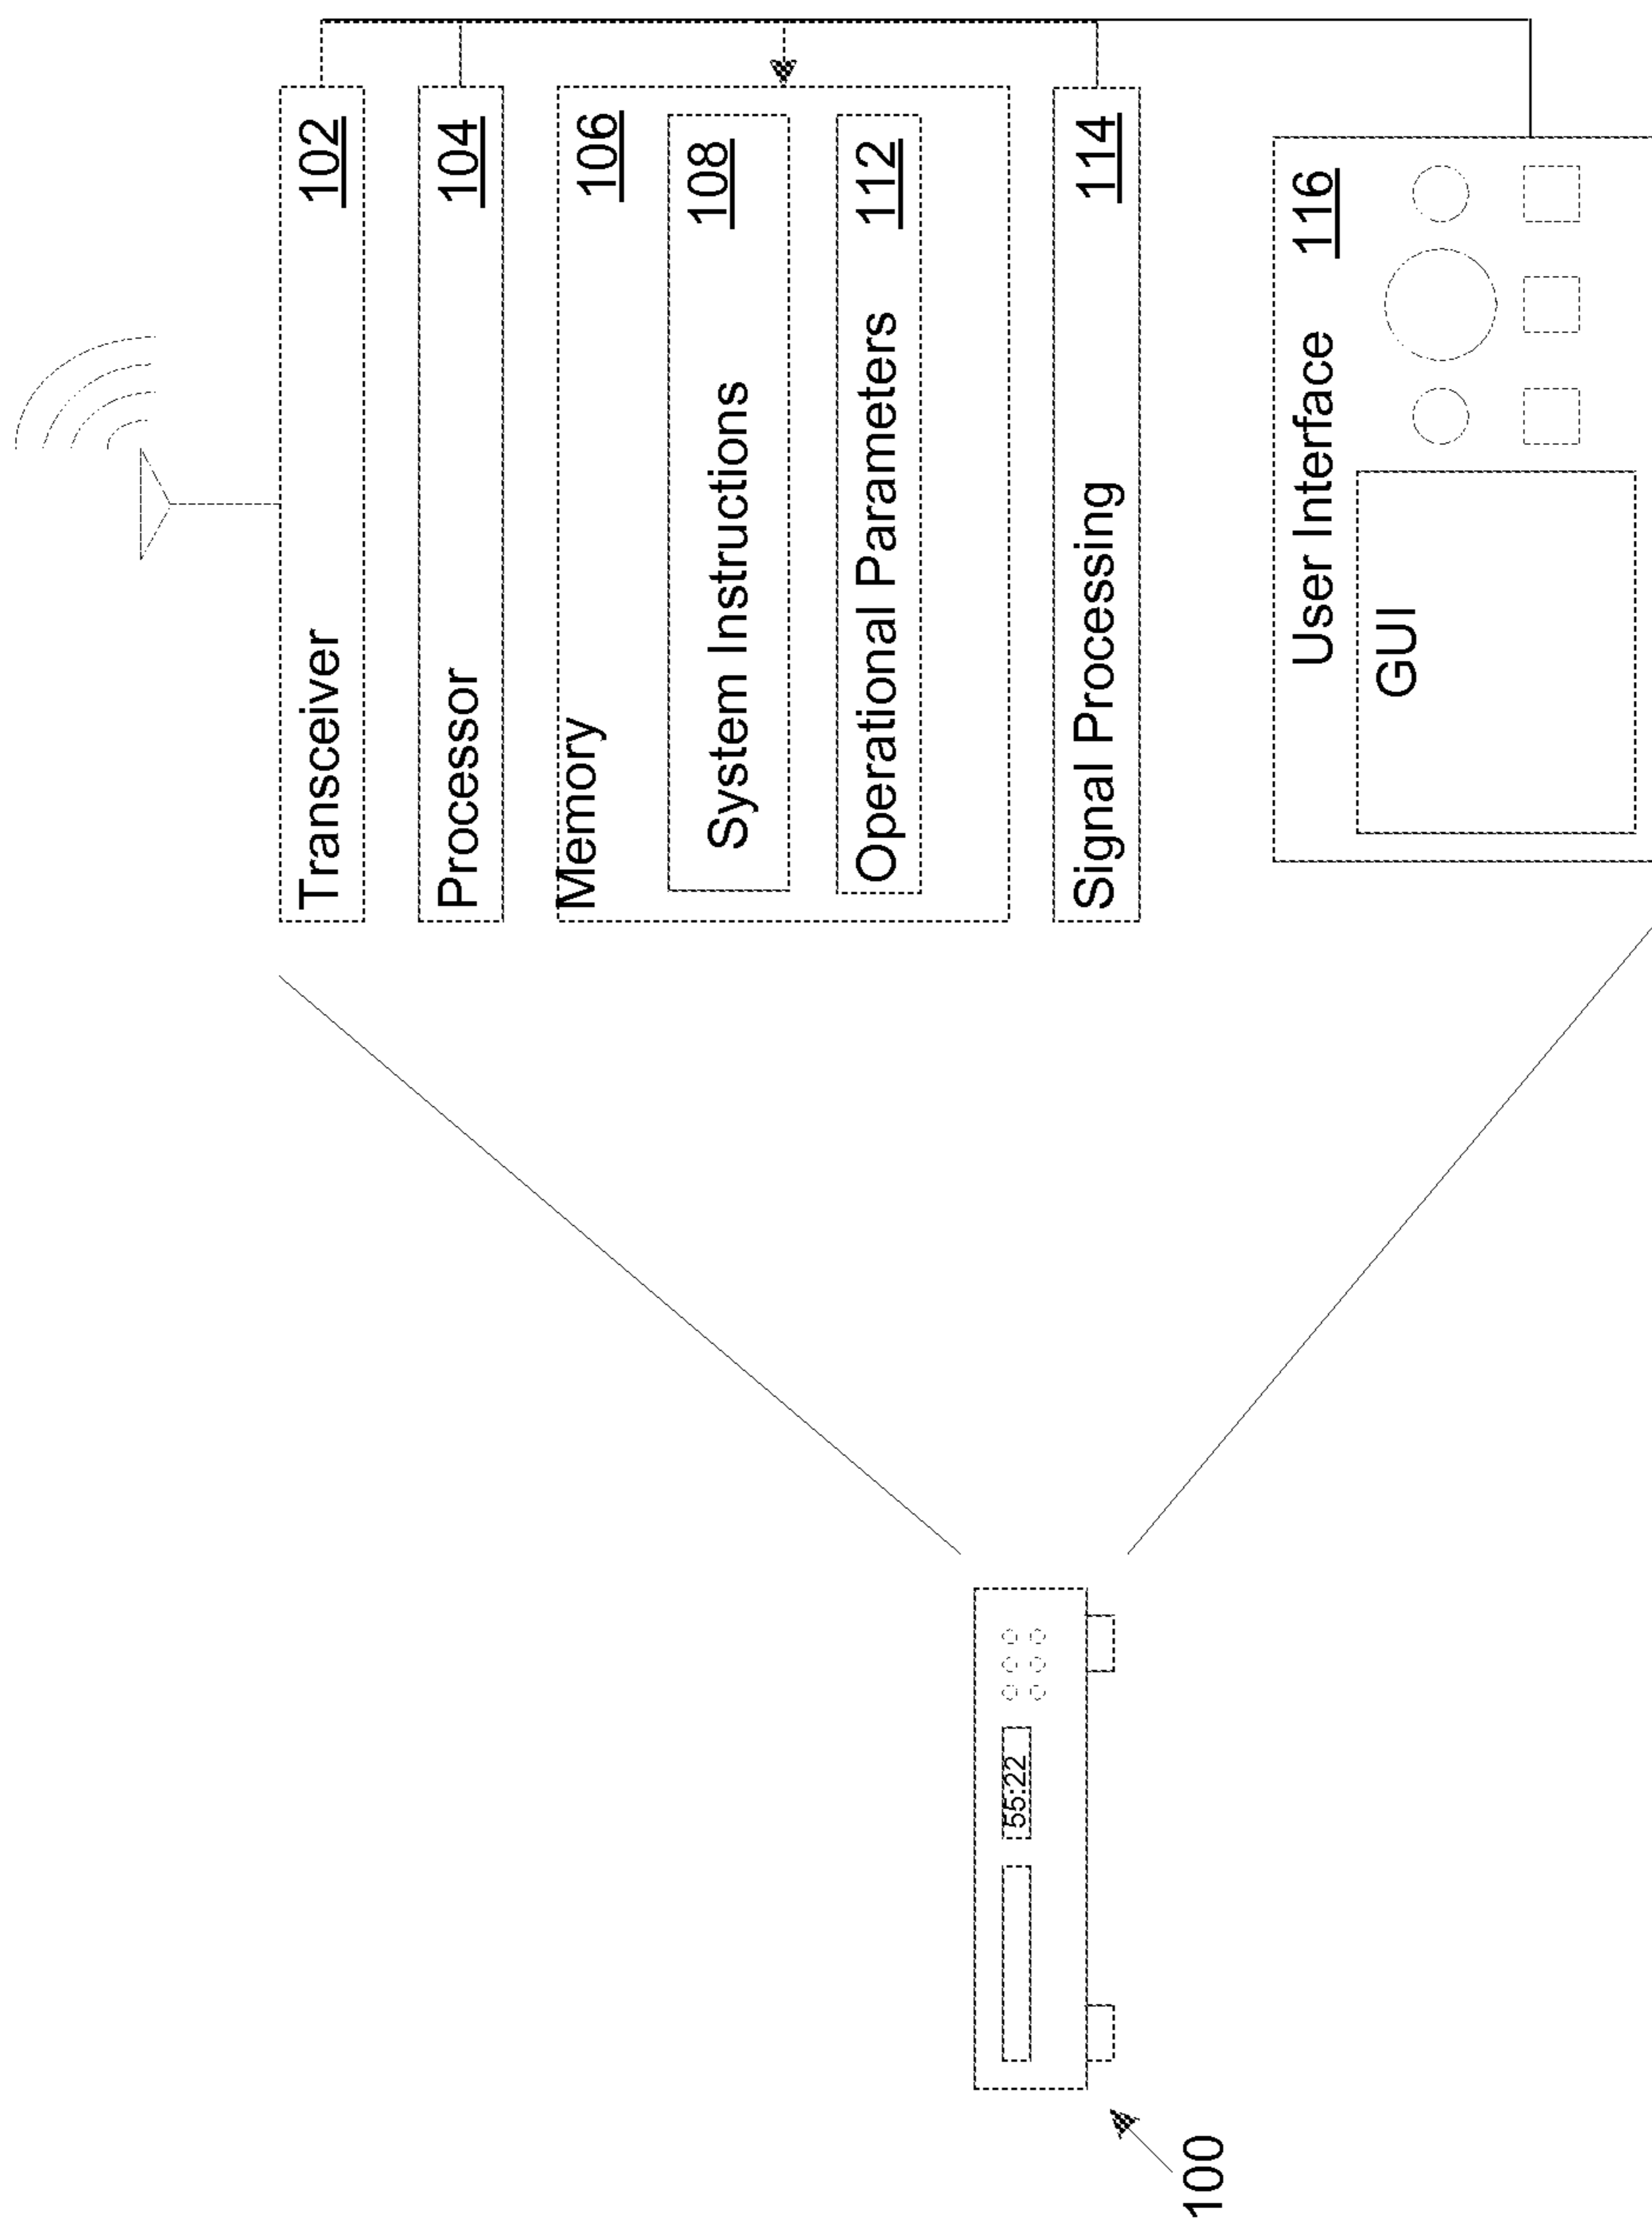 Transceiver 102
Processor 104
Memory 106
System Instructions 108
Operational Parameters 112
Signal Processing 114
User Interface 116
GUI
55:22
100